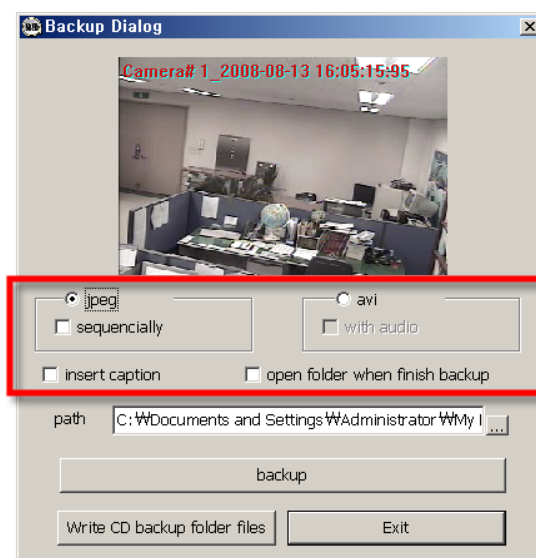 Backup Dialog
Camera# 1_2008-08-13 16:05:15:95
jpeg
avi
sequencially
with audio
insert caption
open folder when finish backup
path
C:₩Documents and Settings₩Administrator₩My
...
backup
Write CD backup folder files
Exit